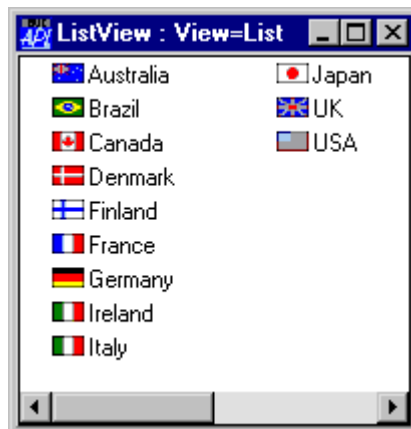 ListView : View=List
Australia
Brazil
Canada
Denmark
Finland
France
Germany
Ireland
Italy
Japan
UK
USA